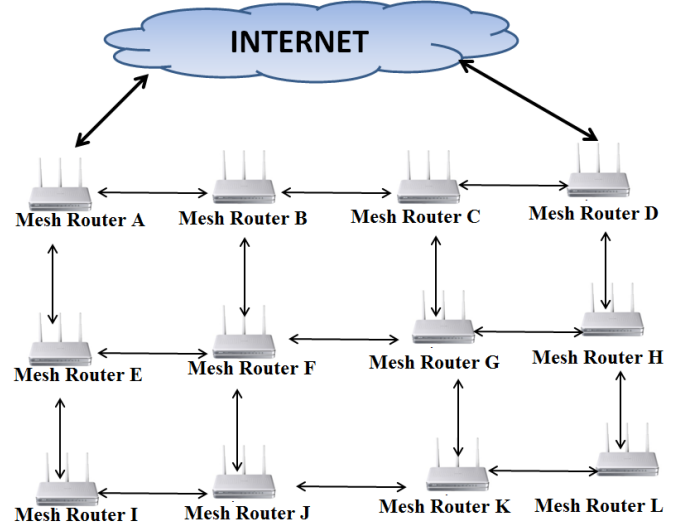 INTERNET
Mesh Router A
Mesh Router B
Mesh Router C
Mesh Router D
Mesh Router E
Mesh Router F
Mesh Router G
Mesh Router H
Mesh Router I
Mesh Router J
Mesh Router K
Mesh Router L